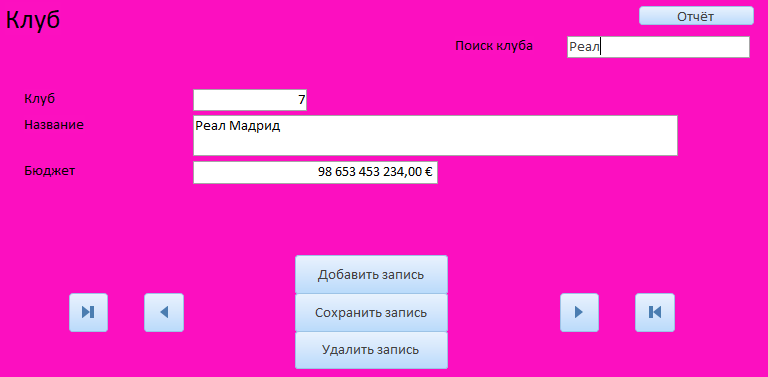 Клуб
Отчёт
Поиск клуба
Реал
Клуб
7
Название
Реал Мадрид
Бюджет
98 653 453 234,00 €
Добавить запись
Сохранить запись
Удалить запись